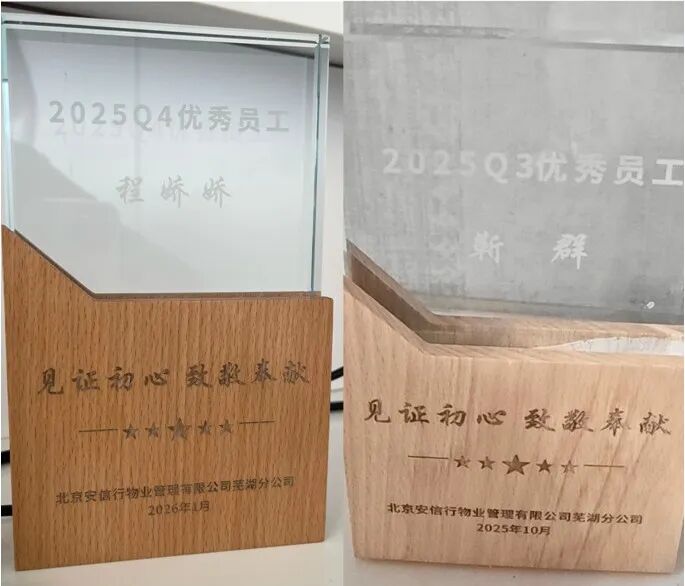 2025Q4优秀员工
程娇娇
见证初心 致敬奉献
北京安信行物业管理有限公司芜湖分公司
2026年1月
2025Q3优秀员工
靳 群
见证初心 致敬奉献
北京安信行物业管理有限公司芜湖分公司
2025年10月